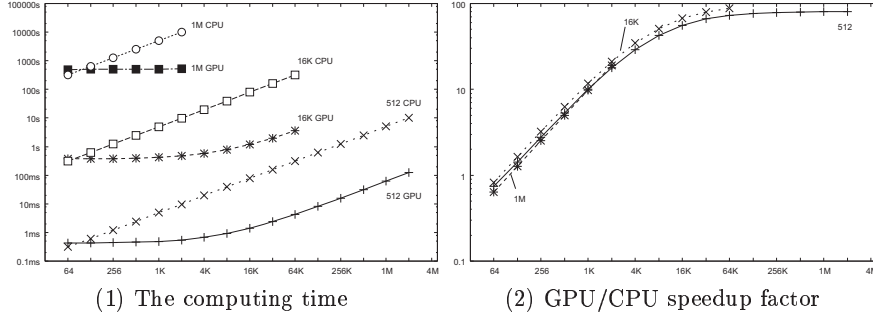 100000s
10000s
1000s
100s
10s
1s
100ms
10ms
1ms
0.1ms
1M CPU
1M GPU
16K CPU
16K GPU
512 CPU
512 GPU
64 256 1K 4K 16K 64K 256K 1M 4M
(1) The computing time
100
10
1
0.1
16K
512
1M
64 256 1K 4K 16K 64K 256K 1M 4M
(2) GPU/CPU speedup factor